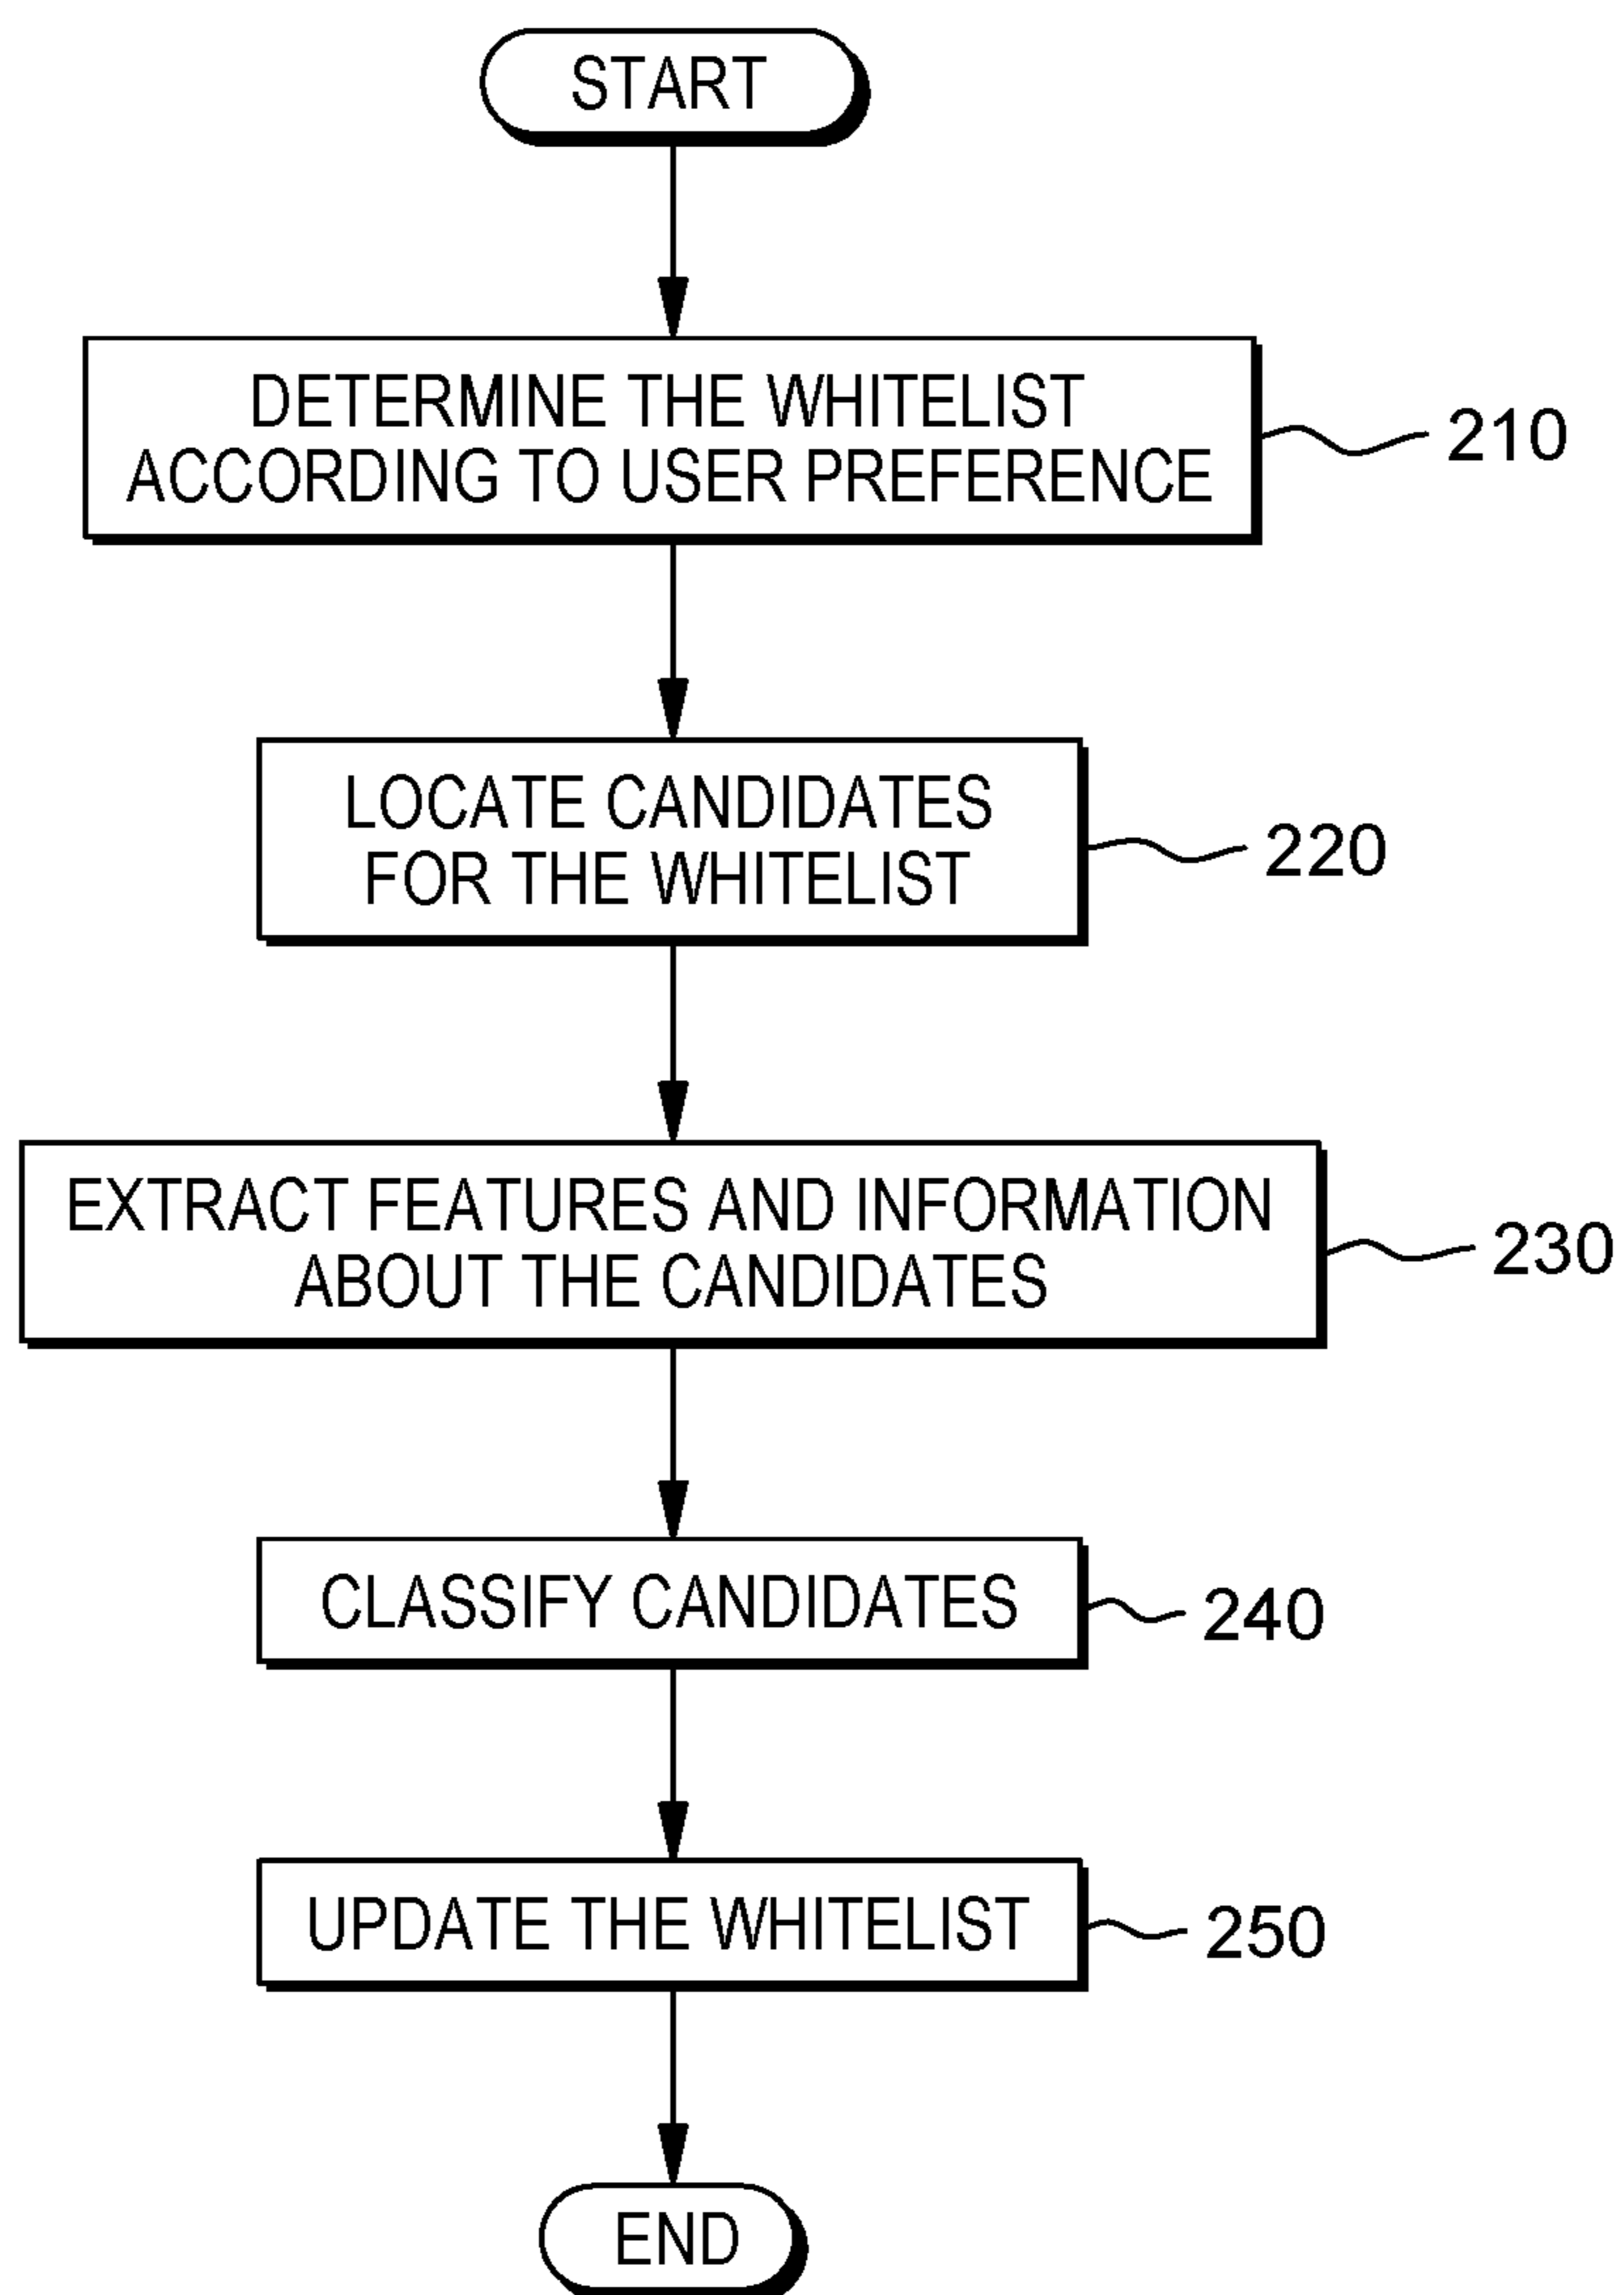 START
DETERMINE THE WHITELIST
ACCORDING TO USER PREFERENCE
210
LOCATE CANDIDATES
FOR THE WHITELIST
220
EXTRACT FEATURES AND INFORMATION
ABOUT THE CANDIDATES
230
CLASSIFY CANDIDATES
240
UPDATE THE WHITELIST
250
END